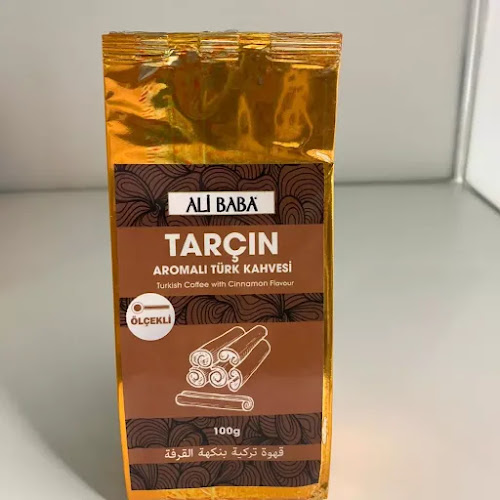 ALİ BABA
TARÇIN
AROMALI TÜRK KAHVESİ
Turkish Coffee with Cinnamon Flavour
ÖLÇEKLİ
100g
قهوة تركية بنكهة القرفة